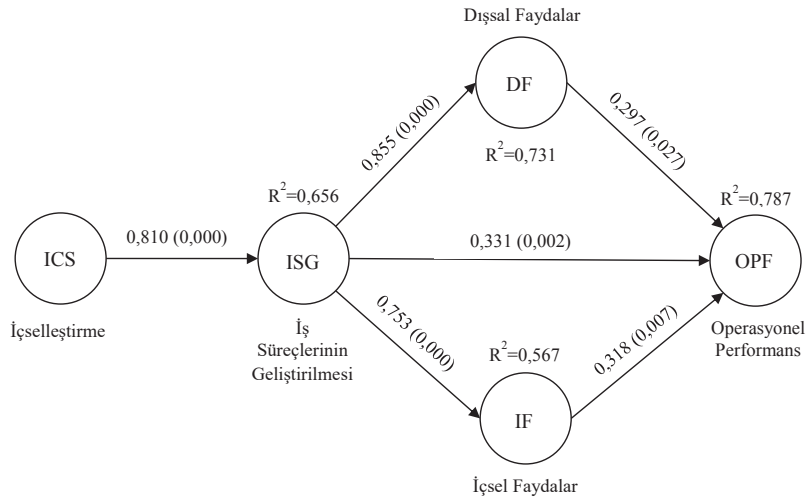 Dışsal Faydalar
DF
R²=0,731
0,855 (0,000)
0,297 (0,027)
R²=0,656
R²=0,787
ICS
0,810 (0,000)
ISG
0,331 (0,002)
OPF
İçselleştirme
İş
Süreçlerinin
Geliştirilmesi
0,753 (0,000)
R²=0,567
0,318 (0,007)
Operasyonel
Performans
IF
İçsel Faydalar